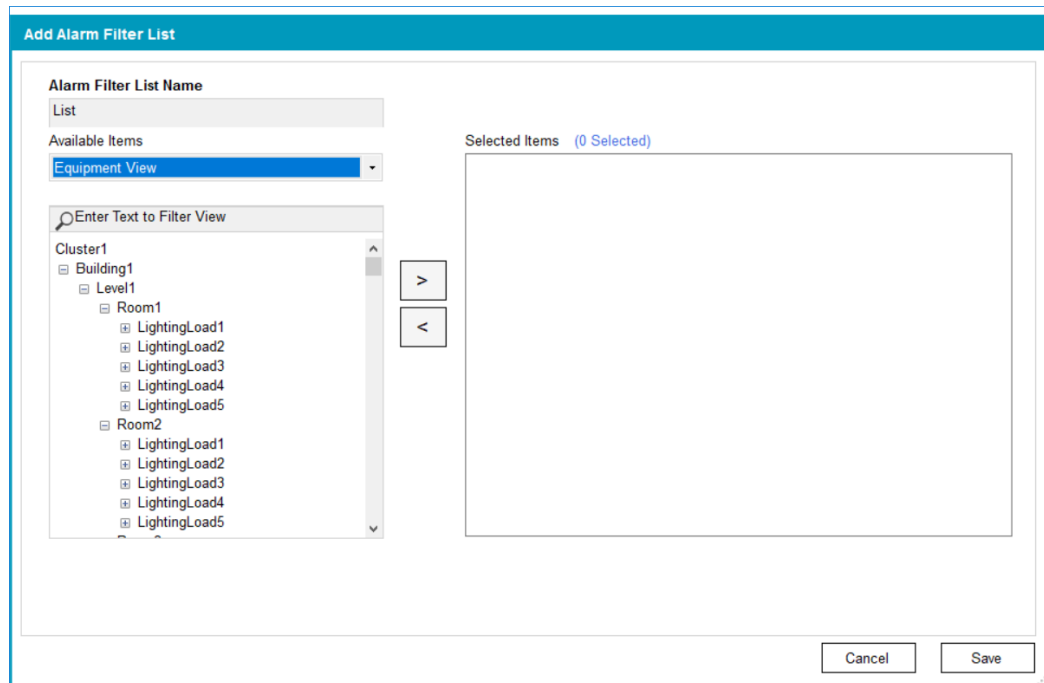 Add Alarm Filter List
Alarm Filter List Name
List
Available Items
Equipment View
Enter Text to Filter View
Cluster1
Building1
Level1
Room1
LightingLoad1
LightingLoad2
LightingLoad3
LightingLoad4
LightingLoad5
Room2
LightingLoad1
LightingLoad2
LightingLoad3
LightingLoad4
LightingLoad5
>
<
Selected Items (0 Selected)
Cancel
Save